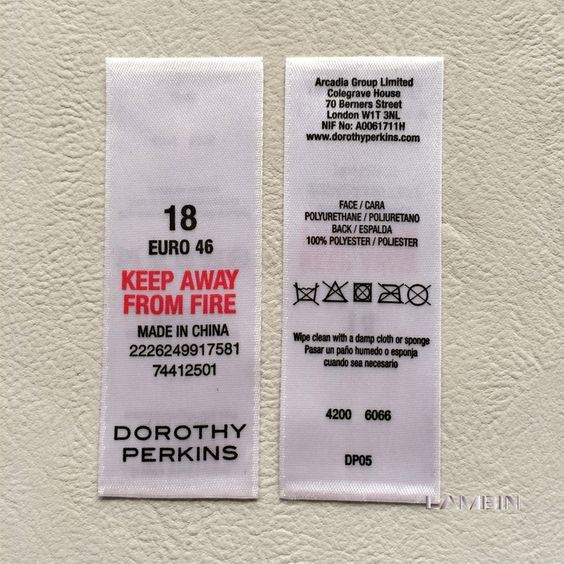 18
EURO 46
KEEP AWAY
FROM FIRE
MADE IN CHINA
2226249917581
74412501
DOROTHY
PERKINS
Arcadia Group Limited
Colegrave House
70 Berners Street
London W1T 3NL
NIF No: A0061711H
www.dorothyperkins.com
FACE / CARA
POLYURETHANE / POLIURETANO
BACK / ESPALDA
100% POLYESTER / POLIESTER
Wipe clean with a damp cloth or sponge
Pasar un paño humedo o esponja
cuando sea necesario
4200 6066
DP05
LAMEIN